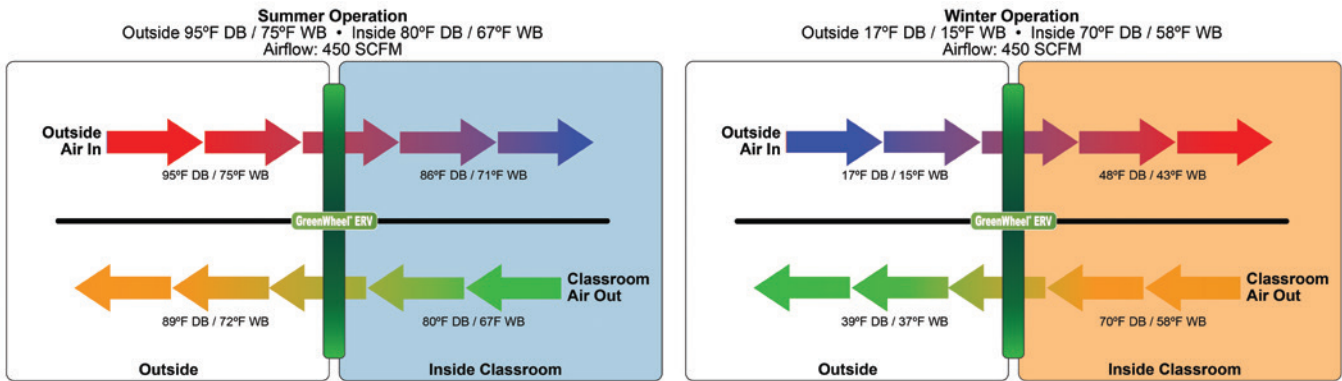 Summer Operation
Outside 95ºF DB / 75ºF WB • Inside 80ºF DB / 67ºF WB
Airflow: 450 SCFM
Outside
Air In
95ºF DB / 75ºF WB
86ºF DB / 71ºF WB
GreenWheel® ERV
Classroom
Air Out
89ºF DB / 72ºF WB
80ºF DB / 67F WB
Outside
Inside Classroom
Winter Operation
Outside 17ºF DB / 15ºF WB • Inside 70ºF DB / 58ºF WB
Airflow: 450 SCFM
Outside
Air In
17ºF DB / 15ºF WB
48ºF DB / 43ºF WB
GreenWheel® ERV
Classroom
Air Out
39ºF DB / 37ºF WB
70ºF DB / 58ºF WB
Outside
Inside Classroom